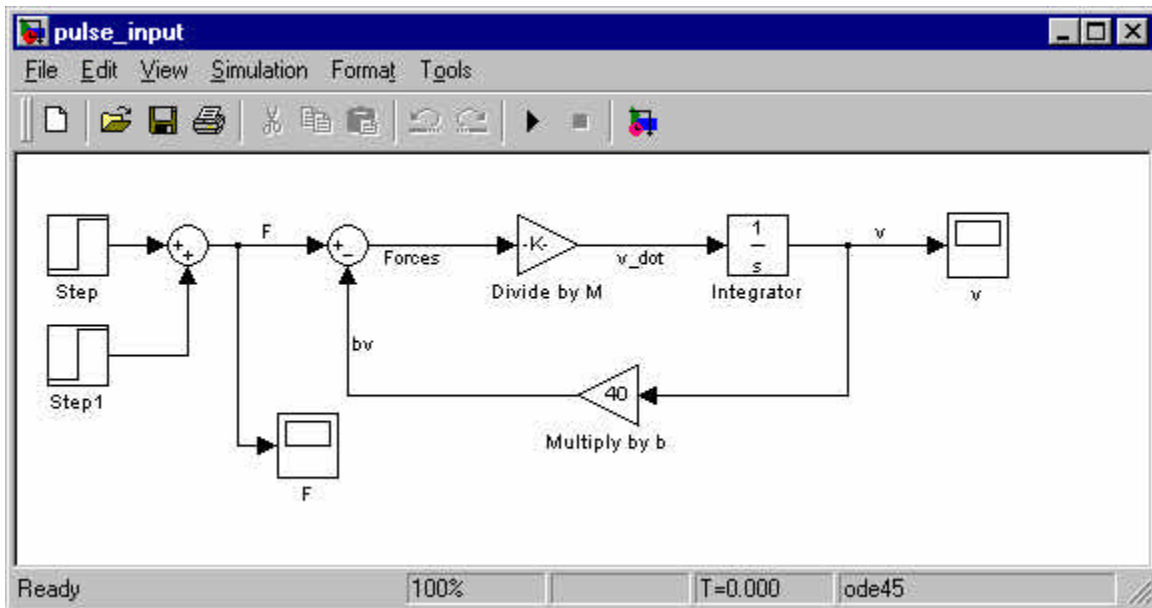 pulse_input
File Edit View Simulation Format Tools
F
v
+
+
+
-
-K-
1
s
Forces
v_dot
Step
Divide by M
Integrator
v
bv
40
Step1
Multiply by b
F
Ready 100% T=0.000 ode45